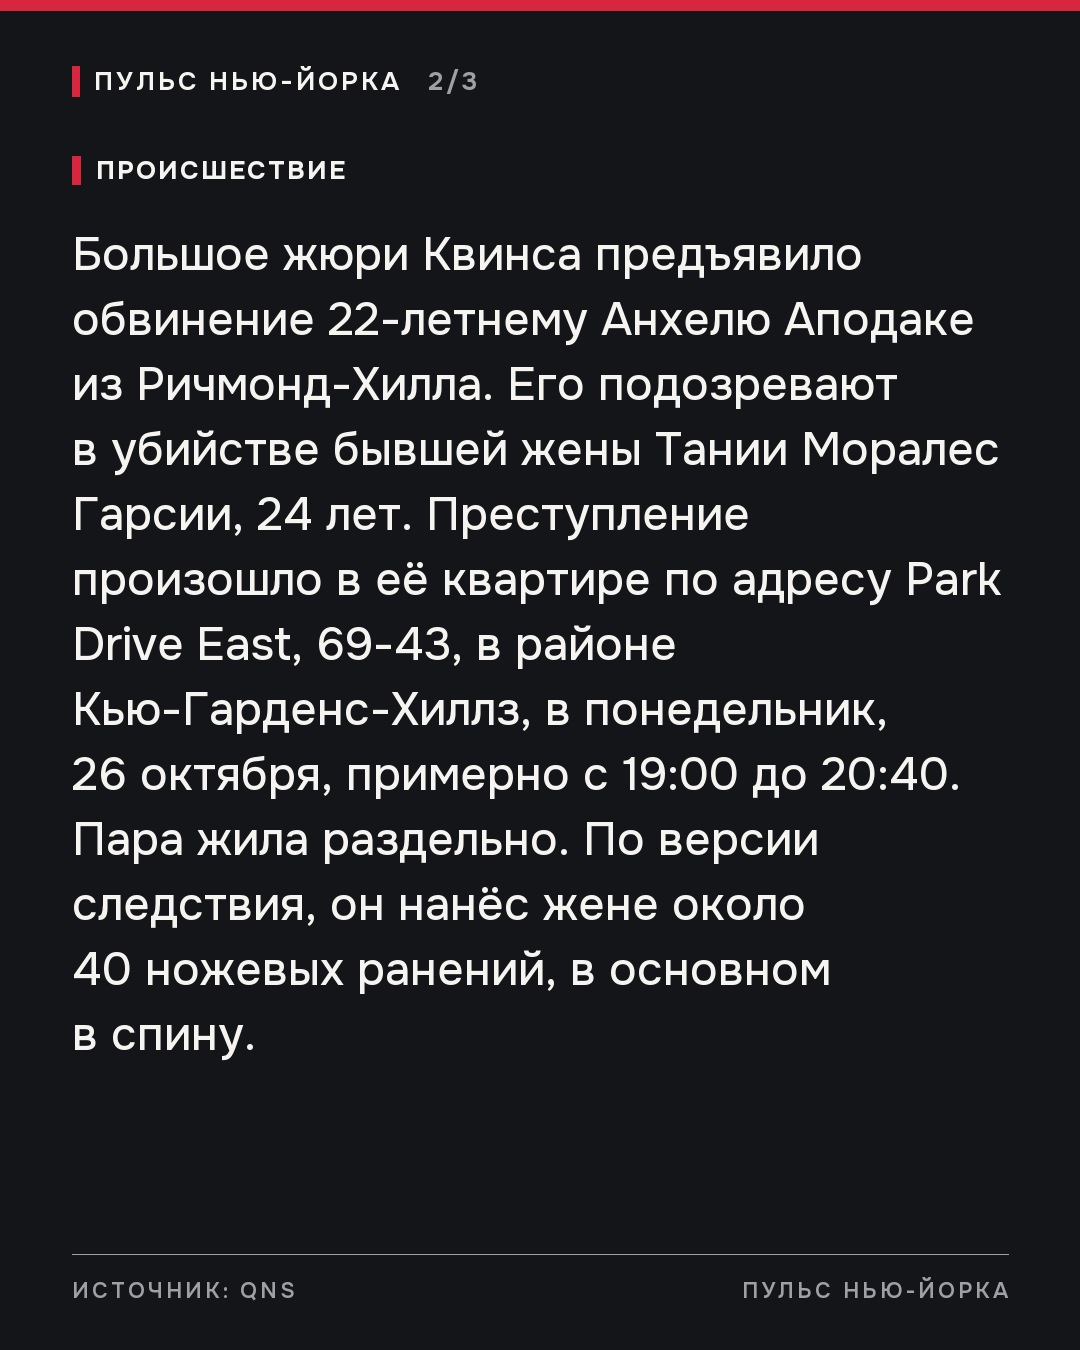 ПУЛЬС НЬЮ-ЙОРКА 2/3
ПРОИСШЕСТВИЕ
Большое жюри Квинса предъявило
обвинение 22-летнему Анхелю Аподаке
из Ричмонд-Хилла. Его подозревают
в убийстве бывшей жены Тании Моралес
Гарсии, 24 лет. Преступление
произошло в её квартире по адресу Park
Drive East, 69-43, в районе
Кью-Гарденс-Хиллз, в понедельник,
26 октября, примерно с 19:00 до 20:40.
Пара жила раздельно. По версии
следствия, он нанёс жене около
40 ножевых ранений, в основном
в спину.
ИСТОЧНИК: QNS
ПУЛЬС НЬЮ-ЙОРКА